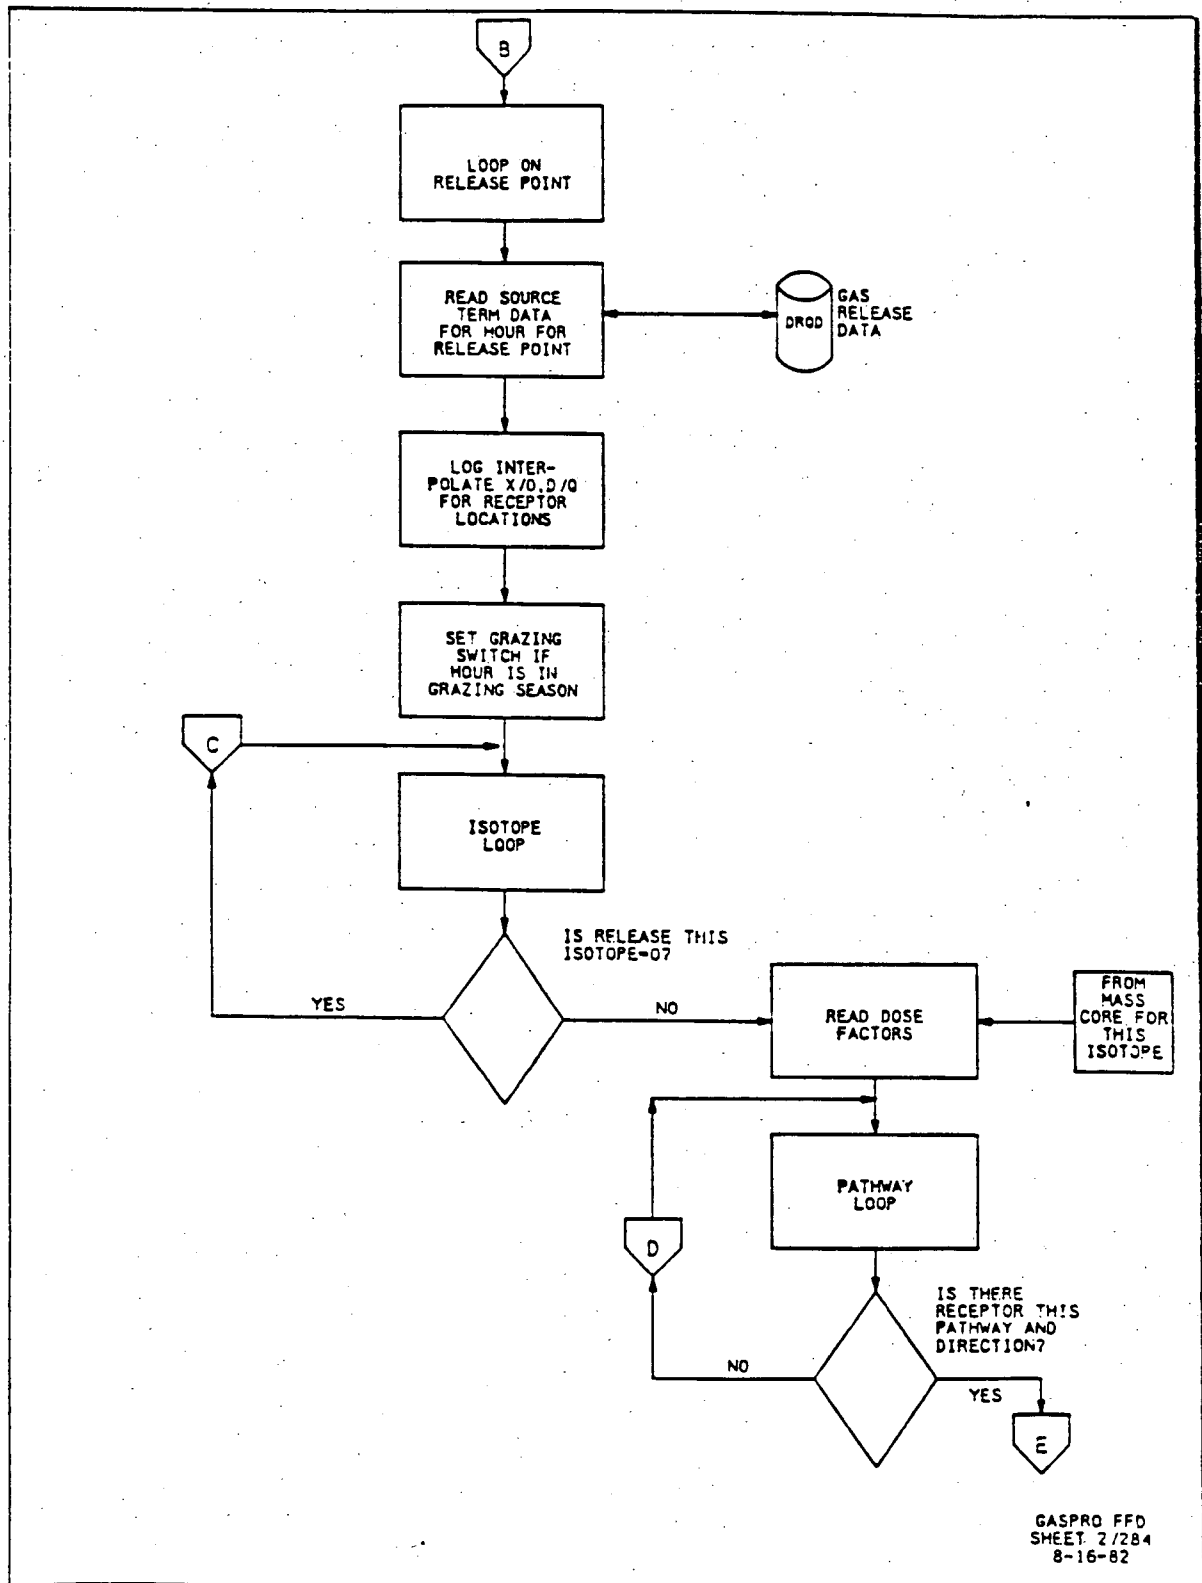 B
LOOP ON
RELEASE POINT
READ SOURCE
TERM DATA
FOR HOUR FOR
RELEASE POINT
DROD
GAS
RELEASE
DATA
LOG INTER-
POLATE X/Q,D/Q
FOR RECEPTOR
LOCATIONS
SET GRAZING
SWITCH IF
HOUR IS IN
GRAZING SEASON
C
ISOTOPE
LOOP
IS RELEASE THIS
ISOTOPE=0?
YES
NO
READ DOSE
FACTORS
FROM
MASS
CORE FOR
THIS
ISOTOPE
PATHWAY
LOOP
D
IS THERE
RECEPTOR THIS
PATHWAY AND
DIRECTION?
NO
YES
E
GASPRO FFD
SHEET 2/284
8-16-82